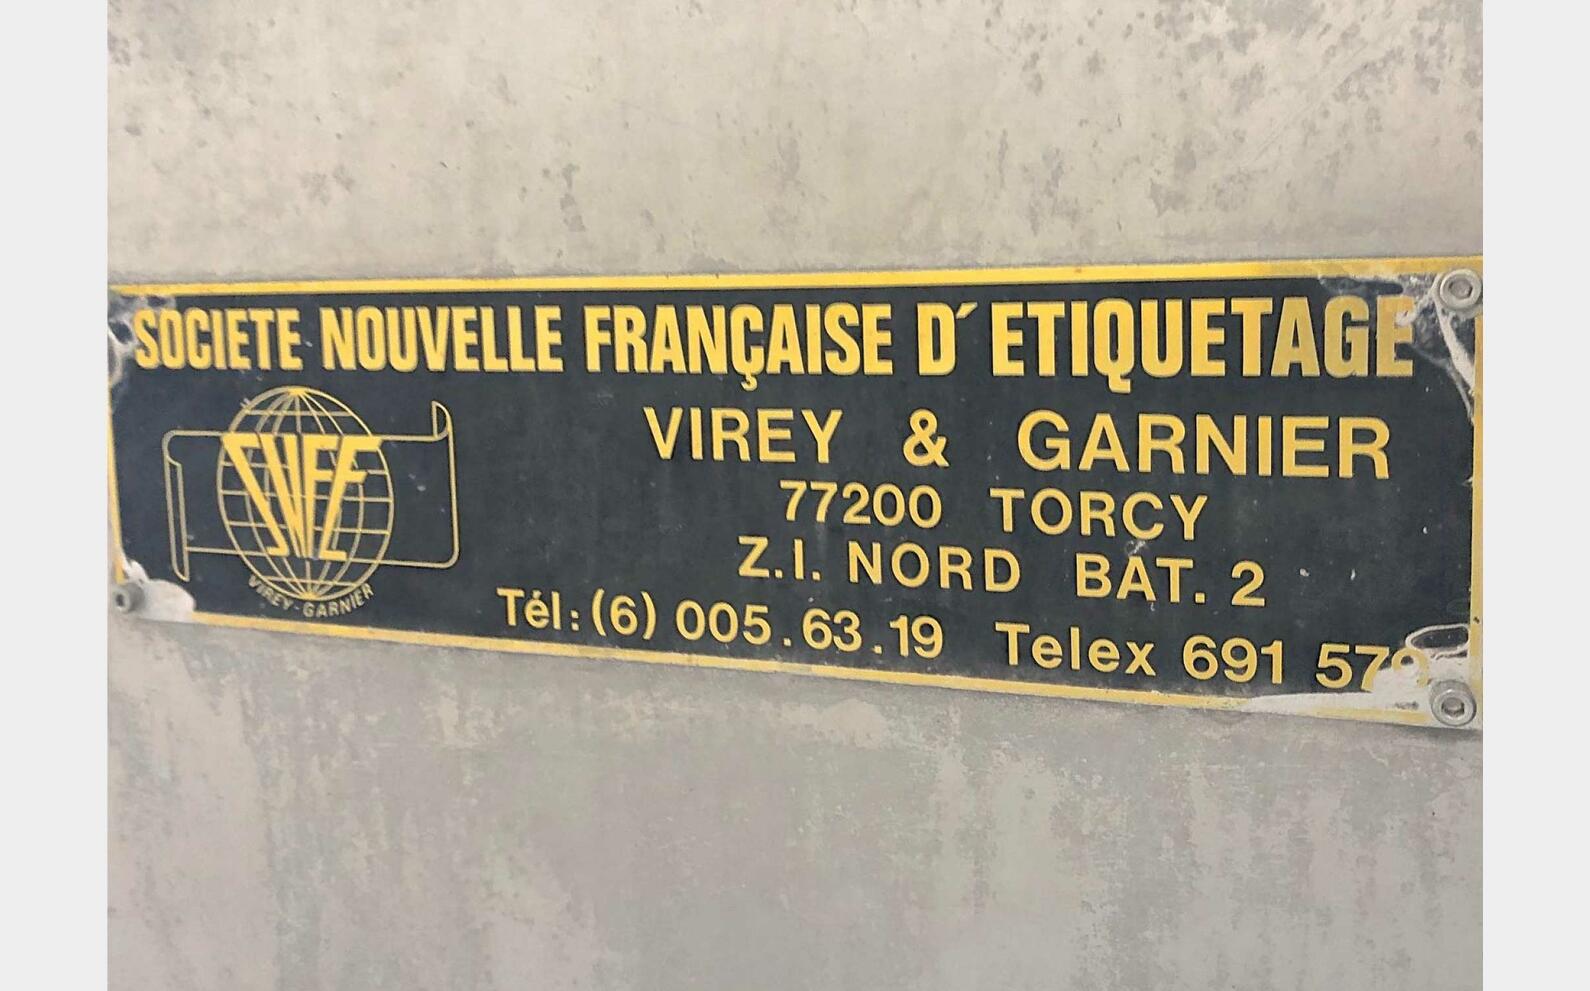 SOCIETE NOUVELLE FRANÇAISE D´ETIQUETAGE
SNFE
VIREY-GARNIER
VIREY & GARNIER
77200 TORCY
Z.I. NORD BÂT. 2
Tél: (6) 005.63.19 Telex 691